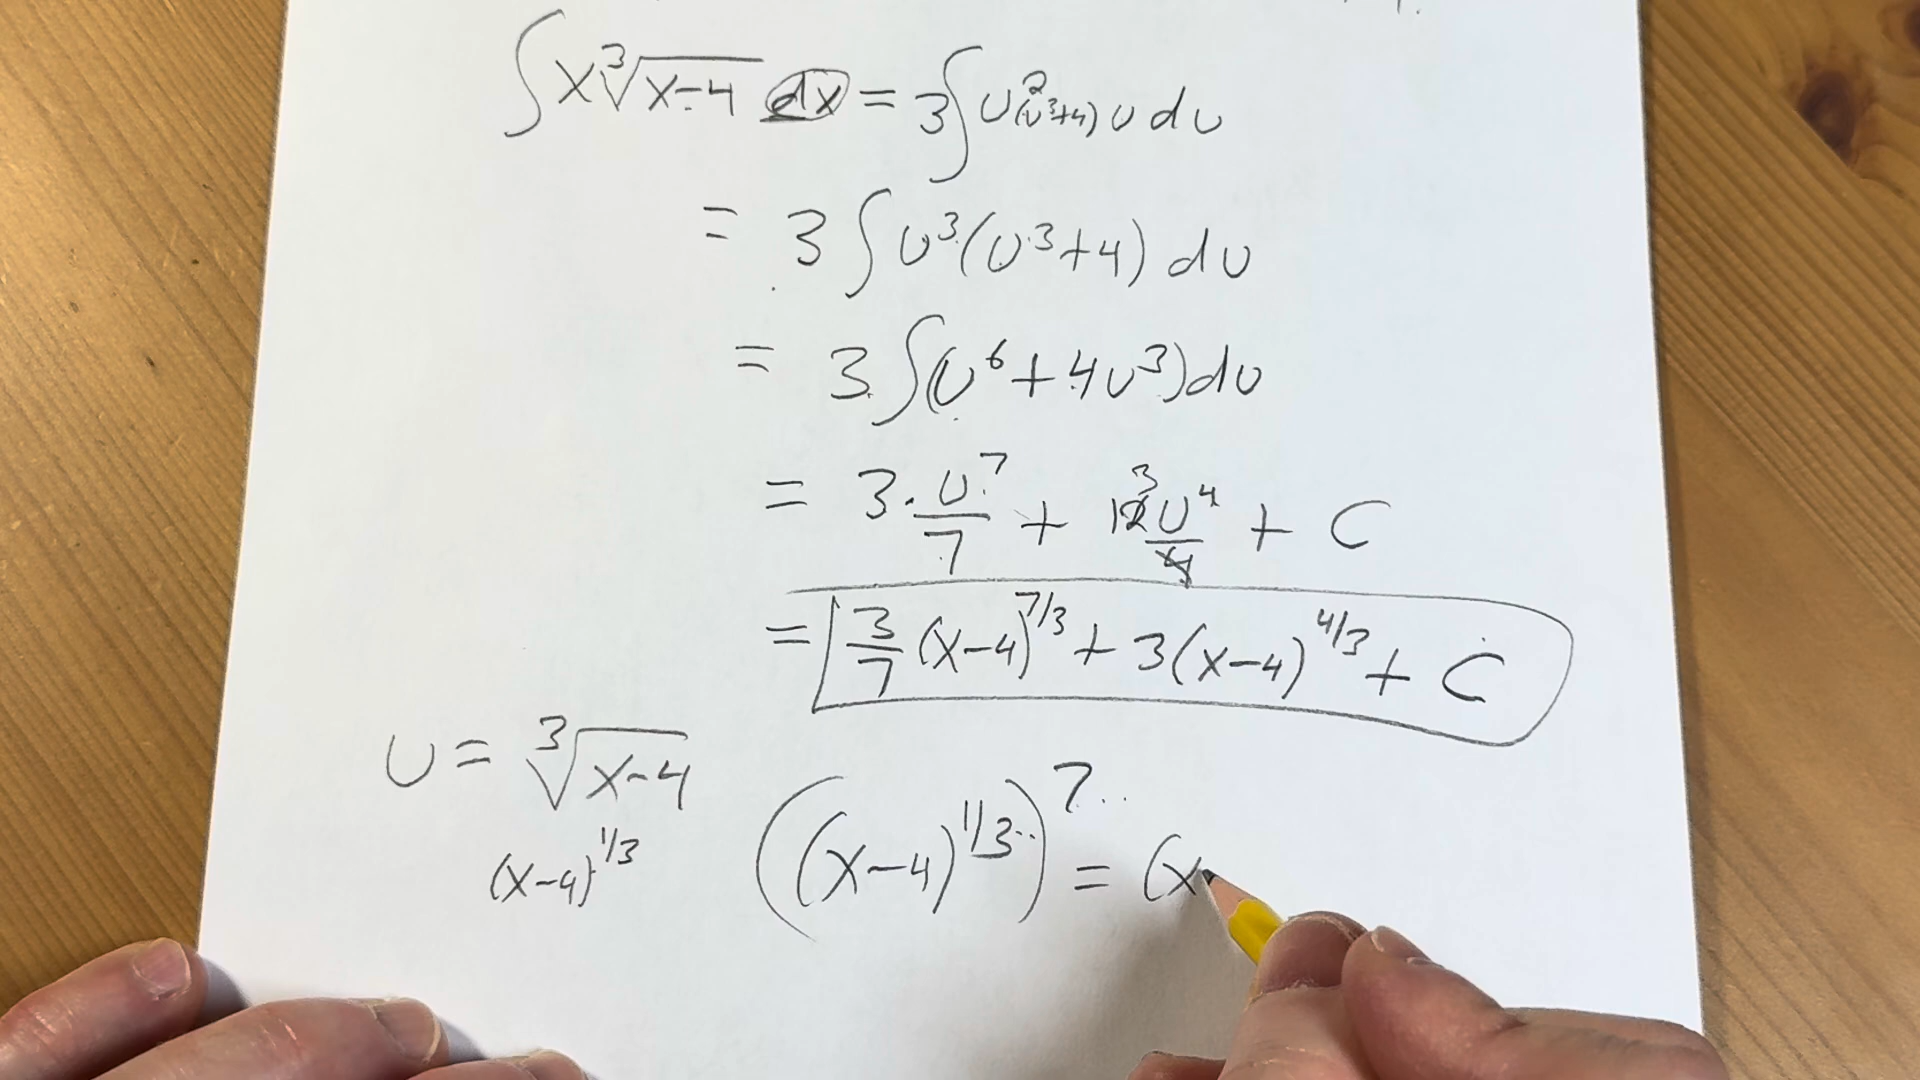 ∫ x ∛(x-4) dx = 3 ∫ u² (u³+4) u du
= 3 ∫ u³ (u³+4) du
= 3 ∫ (u⁶ + 4u³) du
= 3 · u⁷/7 + 12 3 u⁴/4 + C
= 3/7 (x-4)^(7/3) + 3 (x-4)^(4/3) + C
u = ∛(x-4)
(x-4)^(1/3)
((x-4)^(1/3))^7 = (x